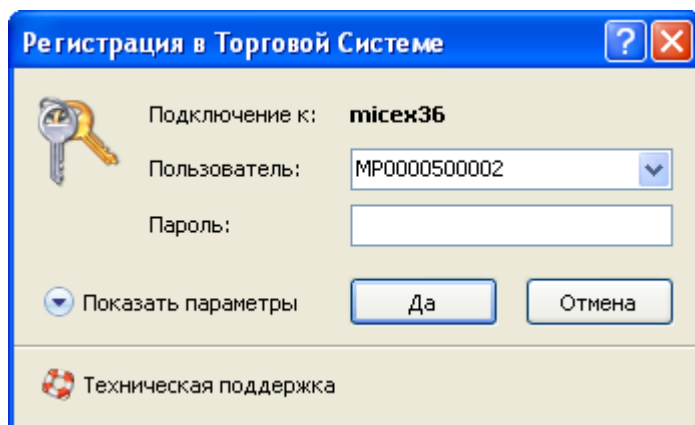 Регистрация в Торговой Системе
Подключение к: micex36
Пользователь: MP0000500002
Пароль:
Показать параметры Да Отмена
Техническая поддержка